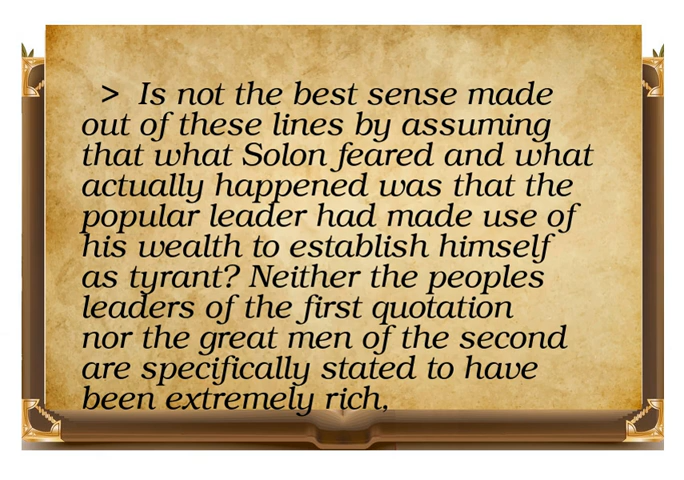 > Is not the best sense made
out of these lines by assuming
that what Solon feared and what
actually happened was that the
popular leader had made use of
his wealth to establish himself
as tyrant? Neither the peoples
leaders of the first quotation
nor the great men of the second
are specifically stated to have
been extremely rich,